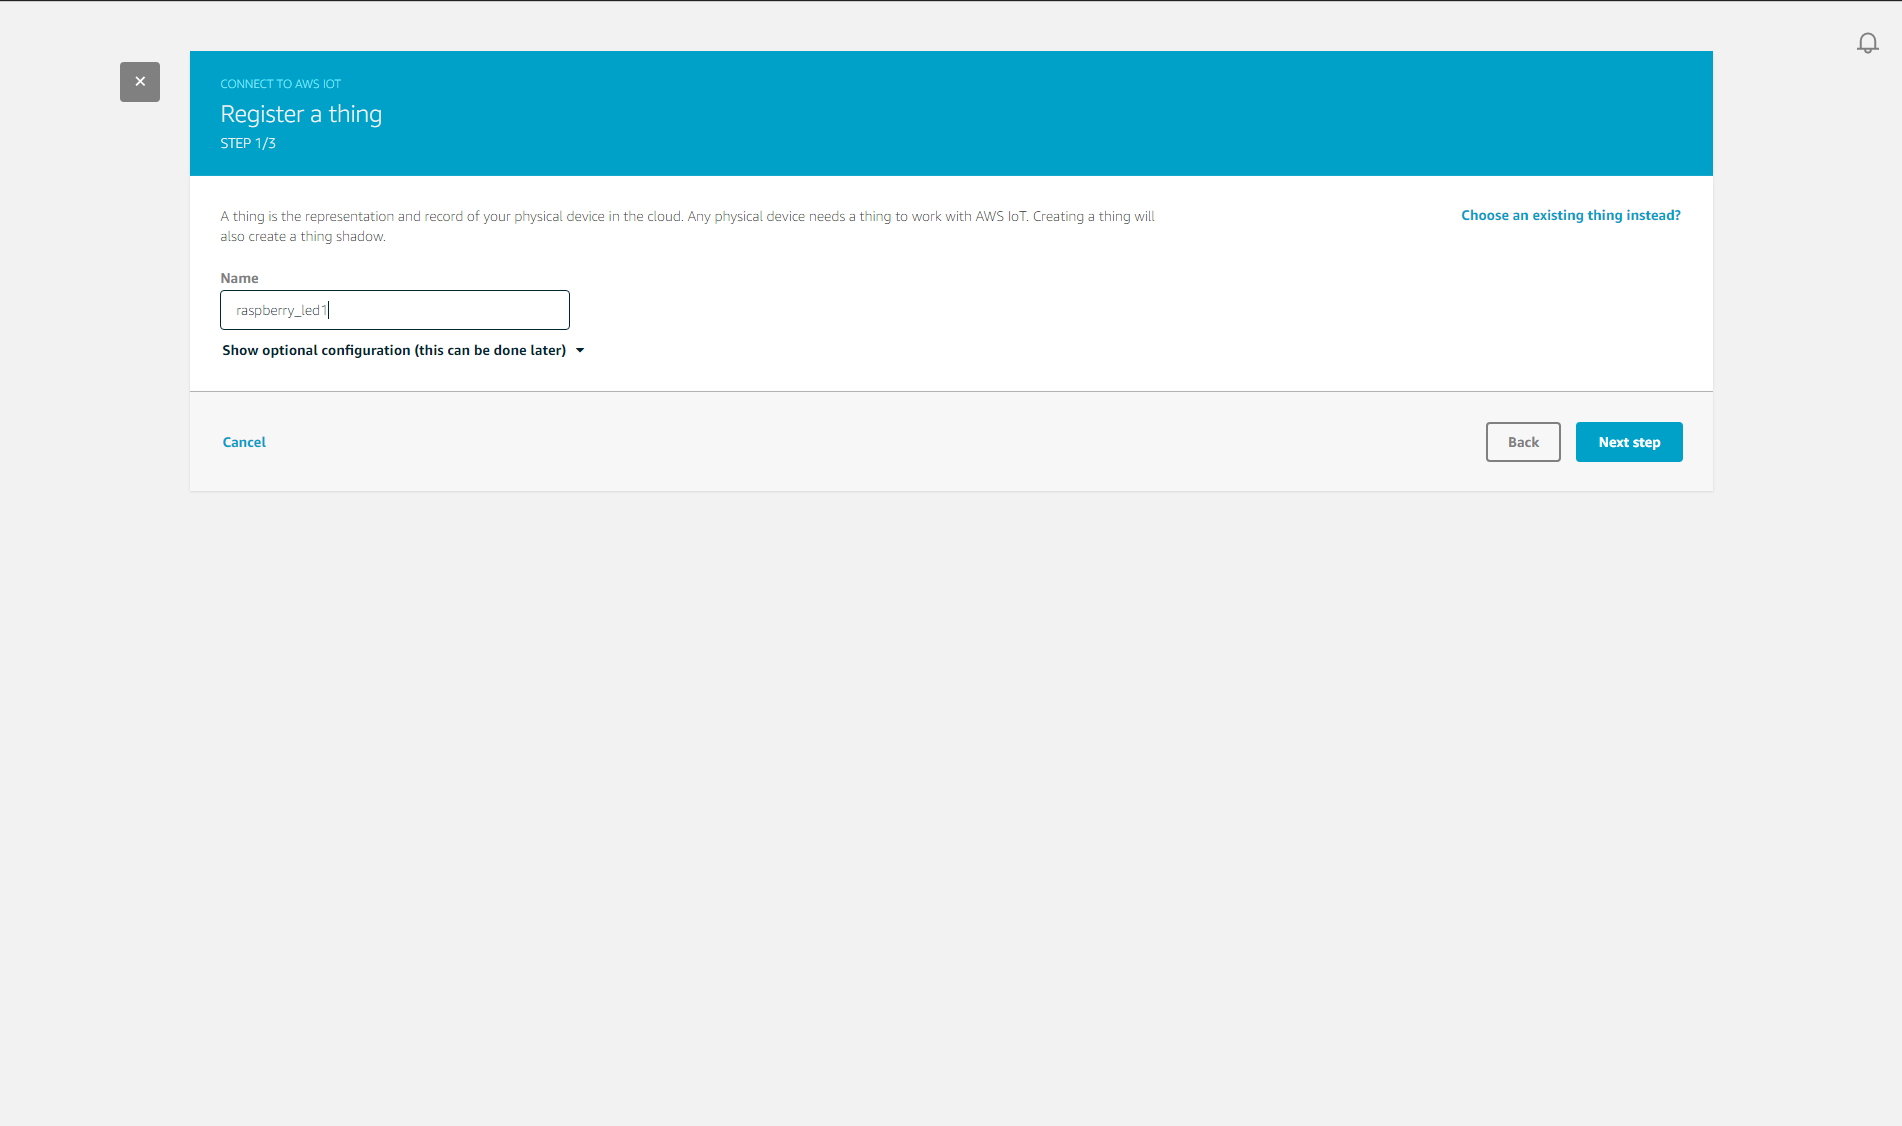 CONNECT TO AWS IOT
Register a thing
STEP 1/3
A thing is the representation and record of your physical device in the cloud. Any physical device needs a thing to work with AWS IoT. Creating a thing will
also create a thing shadow.
Choose an existing thing instead?
Name
raspberry_led1
Show optional configuration (this can be done later)
Cancel
Back
Next step